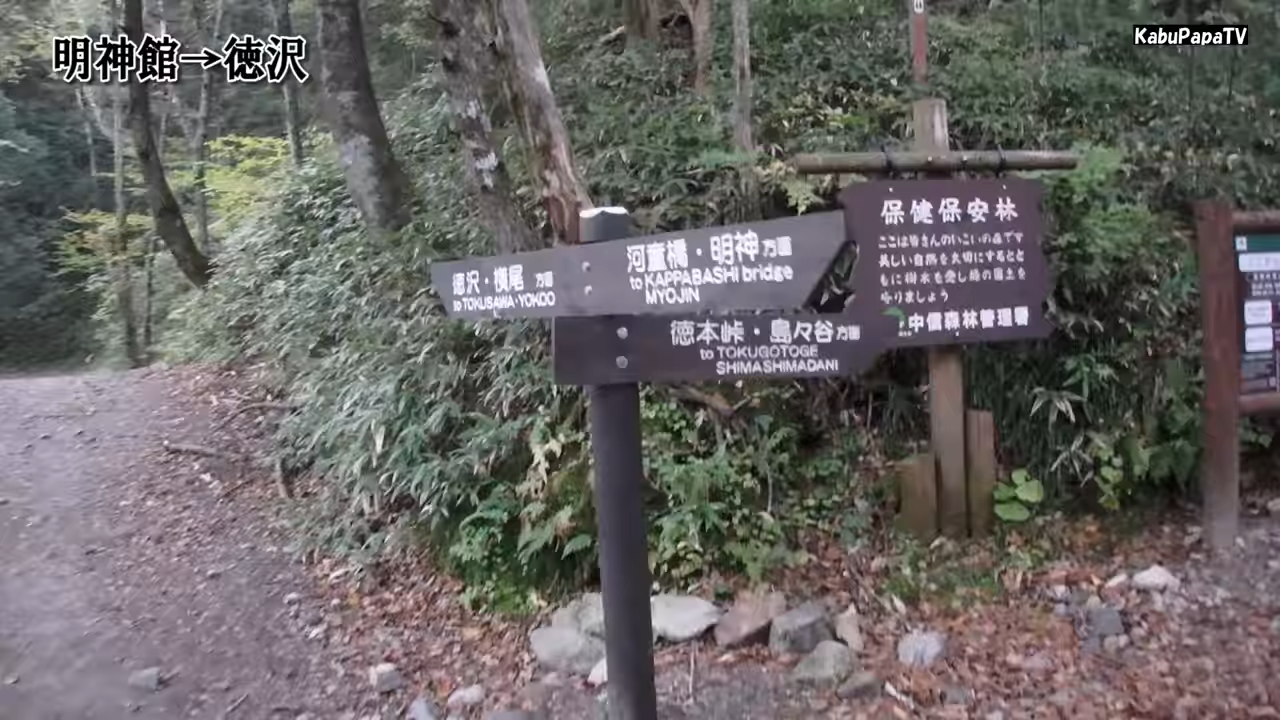 明神館→徳沢
KabuPapaTV
徳沢・横尾 方面
to TOKUSAWA・YOKOO
河童橋・明神 方面
to KAPPABASHI bridge
MYOJIN
徳本峠・島々谷 方面
to TOKUGOTOGE
SHIMASHIMADANI
保健保安林
ここは皆さんのいこいの森です
美しい自然を大切にするとと
もに樹木を愛し緑の国土を
守りましょう
中信森林管理署